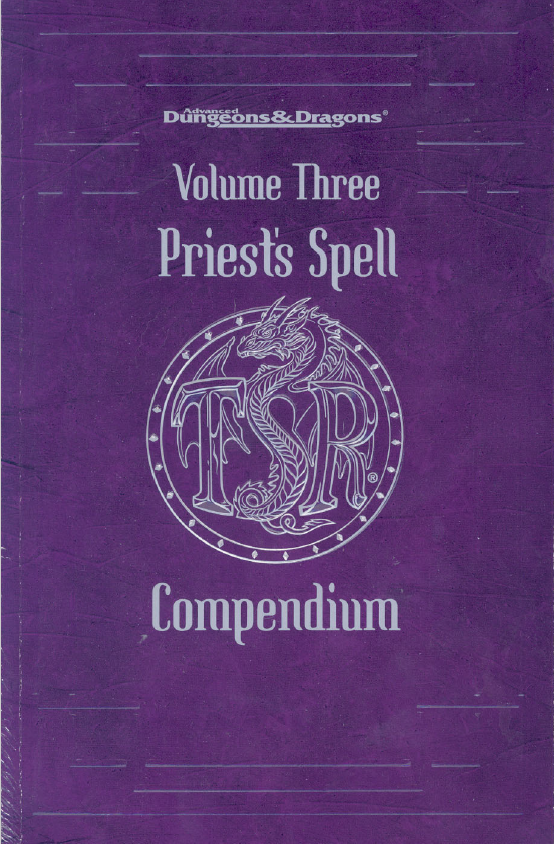 Advanced
Dungeons & Dragons®
Volume Three
Priest's Spell
TSR®
Compendium